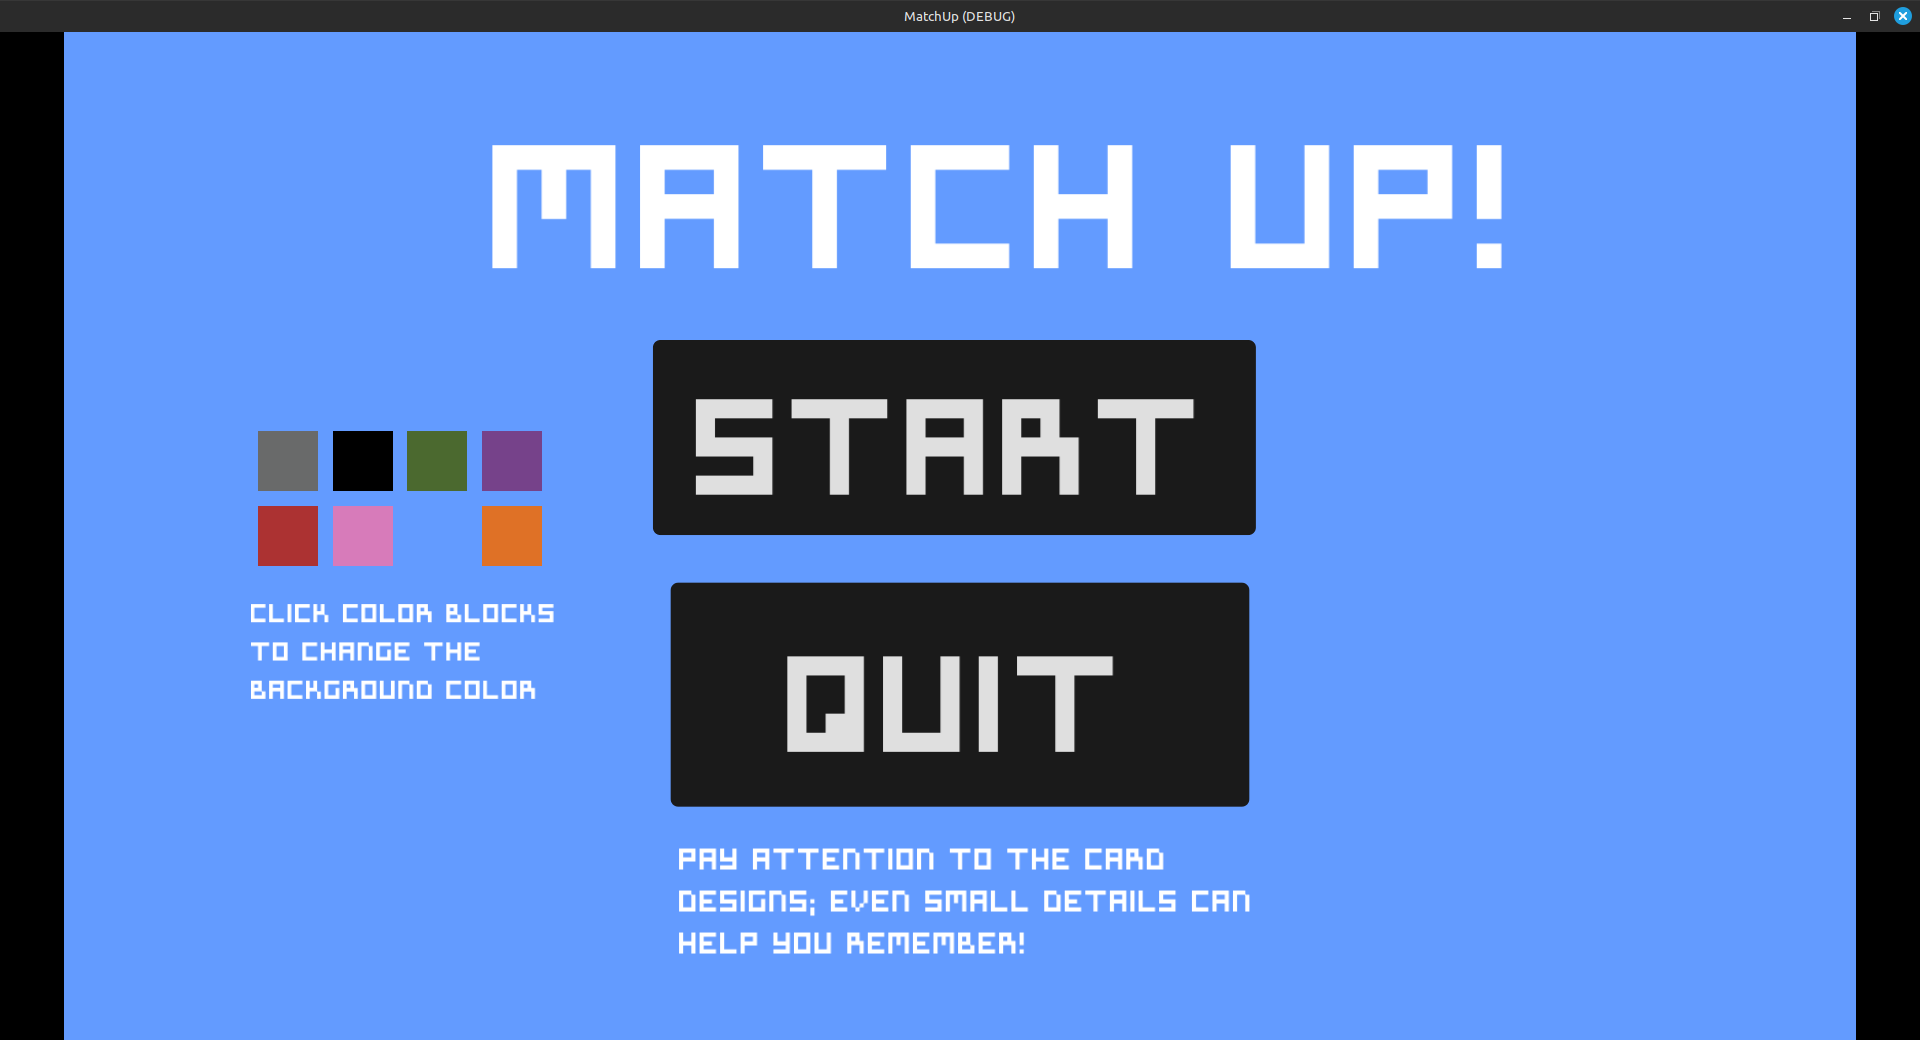 MatchUp (DEBUG)
MATCH UP!
START
CLICK COLOR BLOCKS
TO CHANGE THE
BACKGROUND COLOR
QUIT
PAY ATTENTION TO THE CARD
DESIGNS; EVEN SMALL DETAILS CAN
HELP YOU REMEMBER!